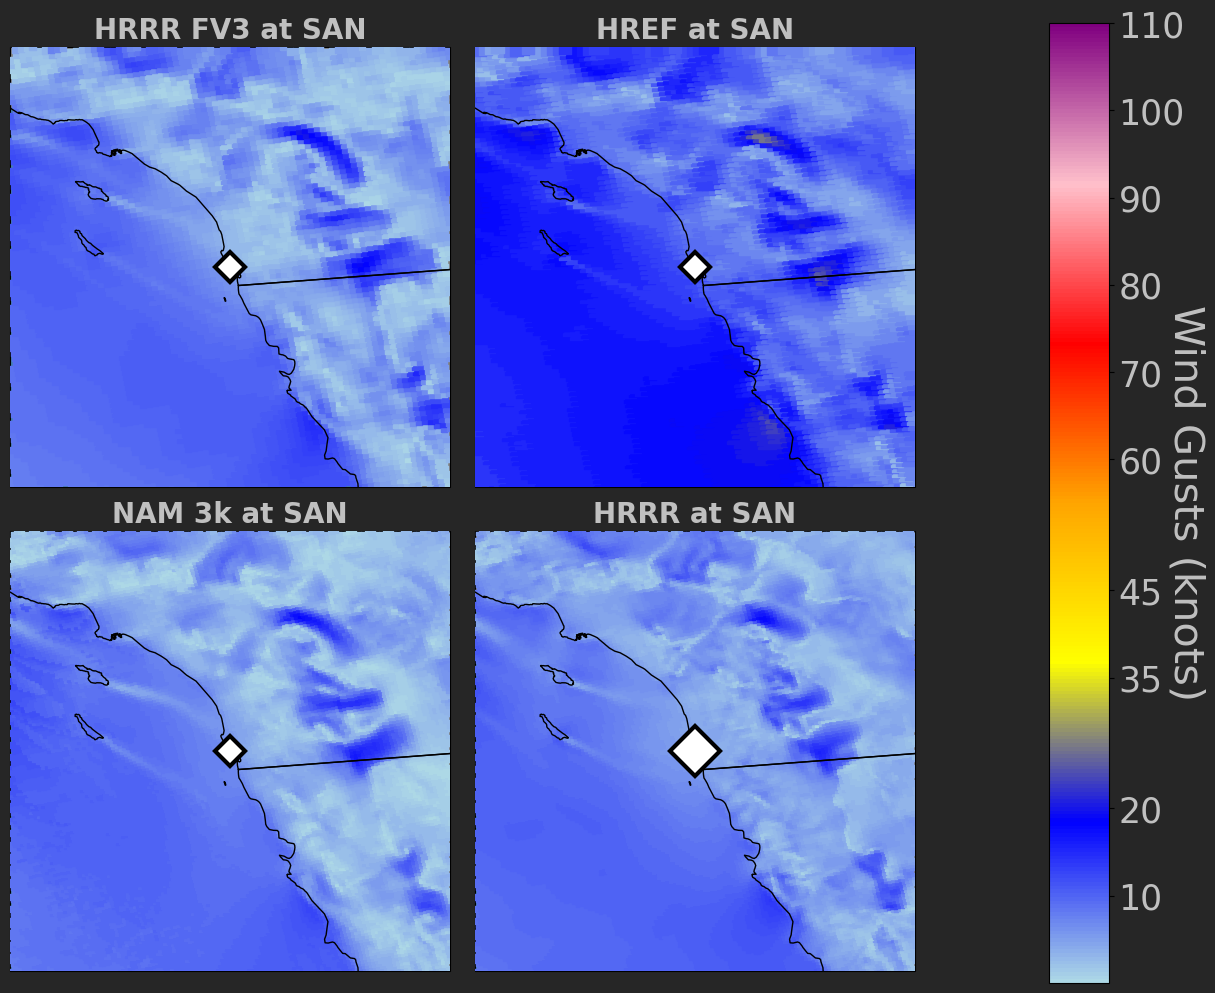 HRRR FV3 at SAN
HREF at SAN
NAM 3k at SAN
HRRR at SAN
110
100
90
80
70
60
45
35
20
10
Wind Gusts (knots)